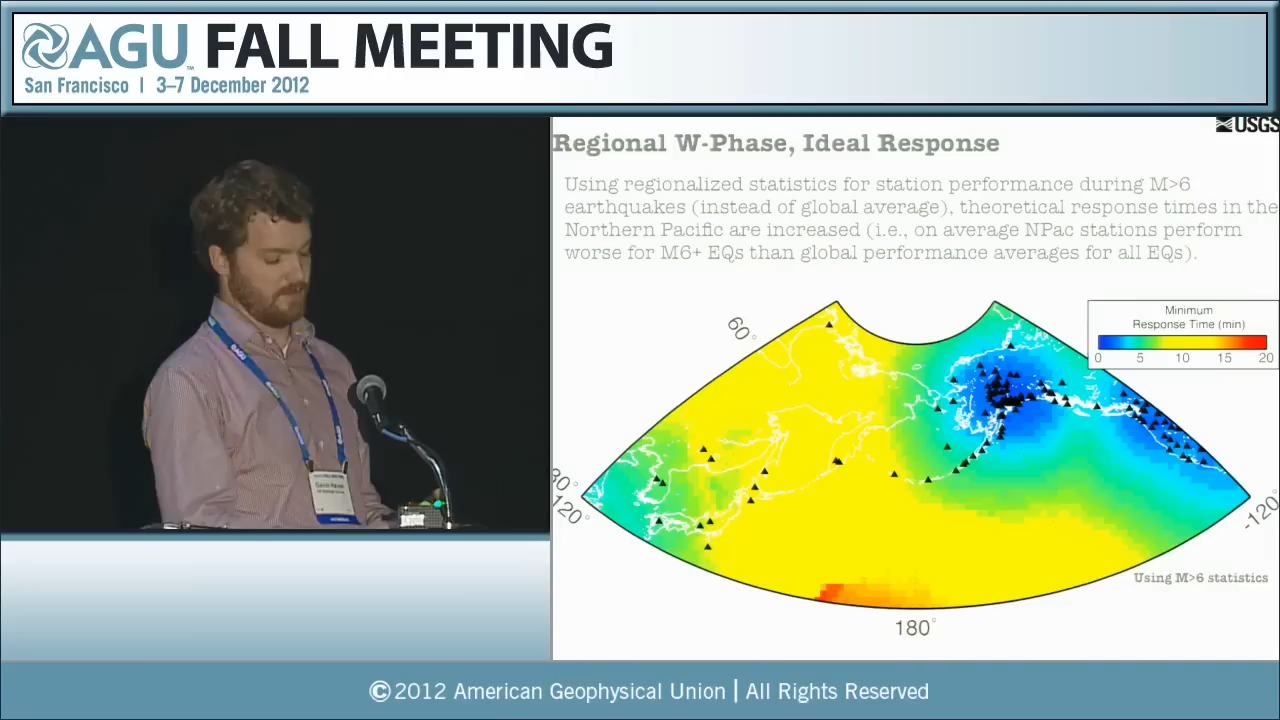 AGU FALL MEETING
San Francisco | 3–7 December 2012
USGS
Regional W-Phase, Ideal Response
Using regionalized statistics for station performance during M>6
earthquakes (instead of global average), theoretical response times in the
Northern Pacific are increased (i.e., on average NPac stations perform
worse for M6+ EQs than global performance averages for all EQs).
Minimum
Response Time (min)
0 5 10 15 20
60°
30°
120°
-120°
180°
Using M>6 statistics
AGU
©2012 American Geophysical Union | All Rights Reserved